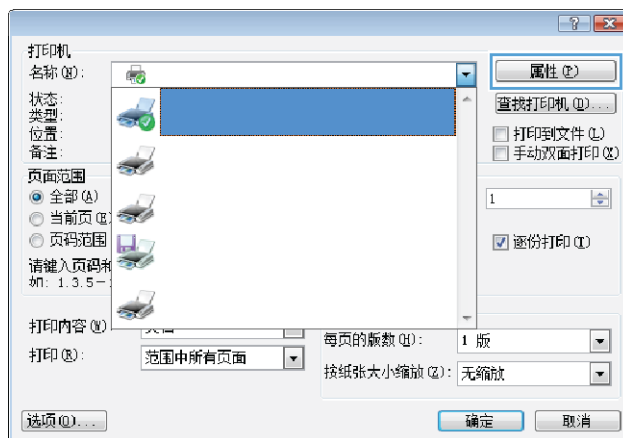 打印机
名称(N):
属性(P)
状态:
查找打印机(D)...
类型:
位置:
打印到文件(L)
备注:
手动双面打印(X)
页面范围
全部(A)
1
当前页(E)
页码范围
逐份打印(T)
请键入页码和
如: 1.3.5-
打印内容(W)
每页的版数(H):
1 版
打印(R):
范围中所有页面
按纸张大小缩放(Z):
无缩放
选项(O)...
确定
取消